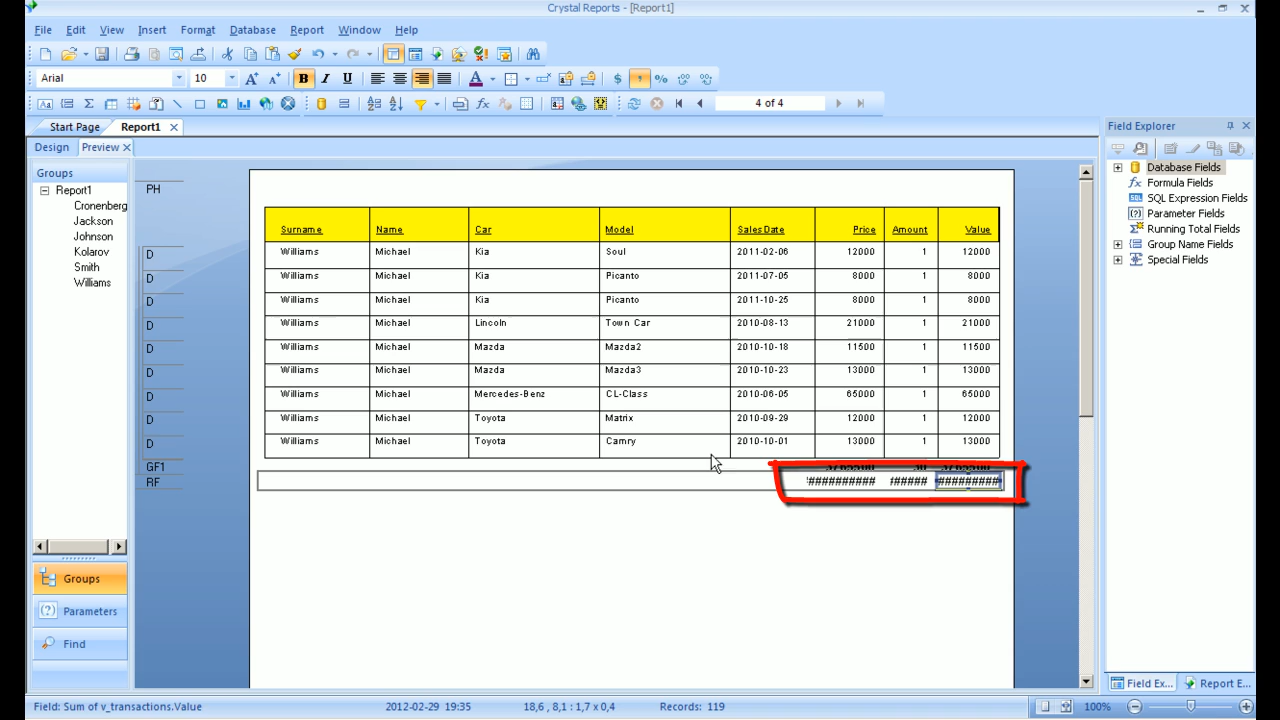 Crystal Reports - [Report1]
File Edit View Insert Format Database Report Window Help
Arial 10 B I U $ , %
4 of 4
Start Page Report1
Design Preview
Groups
Report1
Cronenberg
Jackson
Johnson
Kolarov
Smith
Williams
Groups
Parameters
Find
PH
Surname Name Car Model Sales Date Price Amount Value
D Williams Michael Kia Soul 2011-02-06 12000 1 12000
D Williams Michael Kia Picanto 2011-07-05 8000 1 8000
D Williams Michael Kia Picanto 2011-10-25 8000 1 8000
D Williams Michael Lincoln Town Car 2010-08-13 21000 1 21000
D Williams Michael Mazda Mazda2 2010-10-18 11500 1 11500
D Williams Michael Mazda Mazda3 2010-10-23 13000 1 13000
D Williams Michael Mercedes-Benz CL-Class 2010-06-05 65000 1 65000
D Williams Michael Toyota Matrix 2010-09-29 12000 1 12000
D Williams Michael Toyota Camry 2010-10-01 13000 1 13000
GF1
RF ########## ###### #########
Field Explorer
Database Fields
Formula Fields
SQL Expression Fields
Parameter Fields
Running Total Fields
Group Name Fields
Special Fields
Field Ex... Report E...
Field: Sum of v_transactions.Value 2012-02-29 19:35 18,6 ,8,1 : 1,7 x 0,4 Records: 119 100%